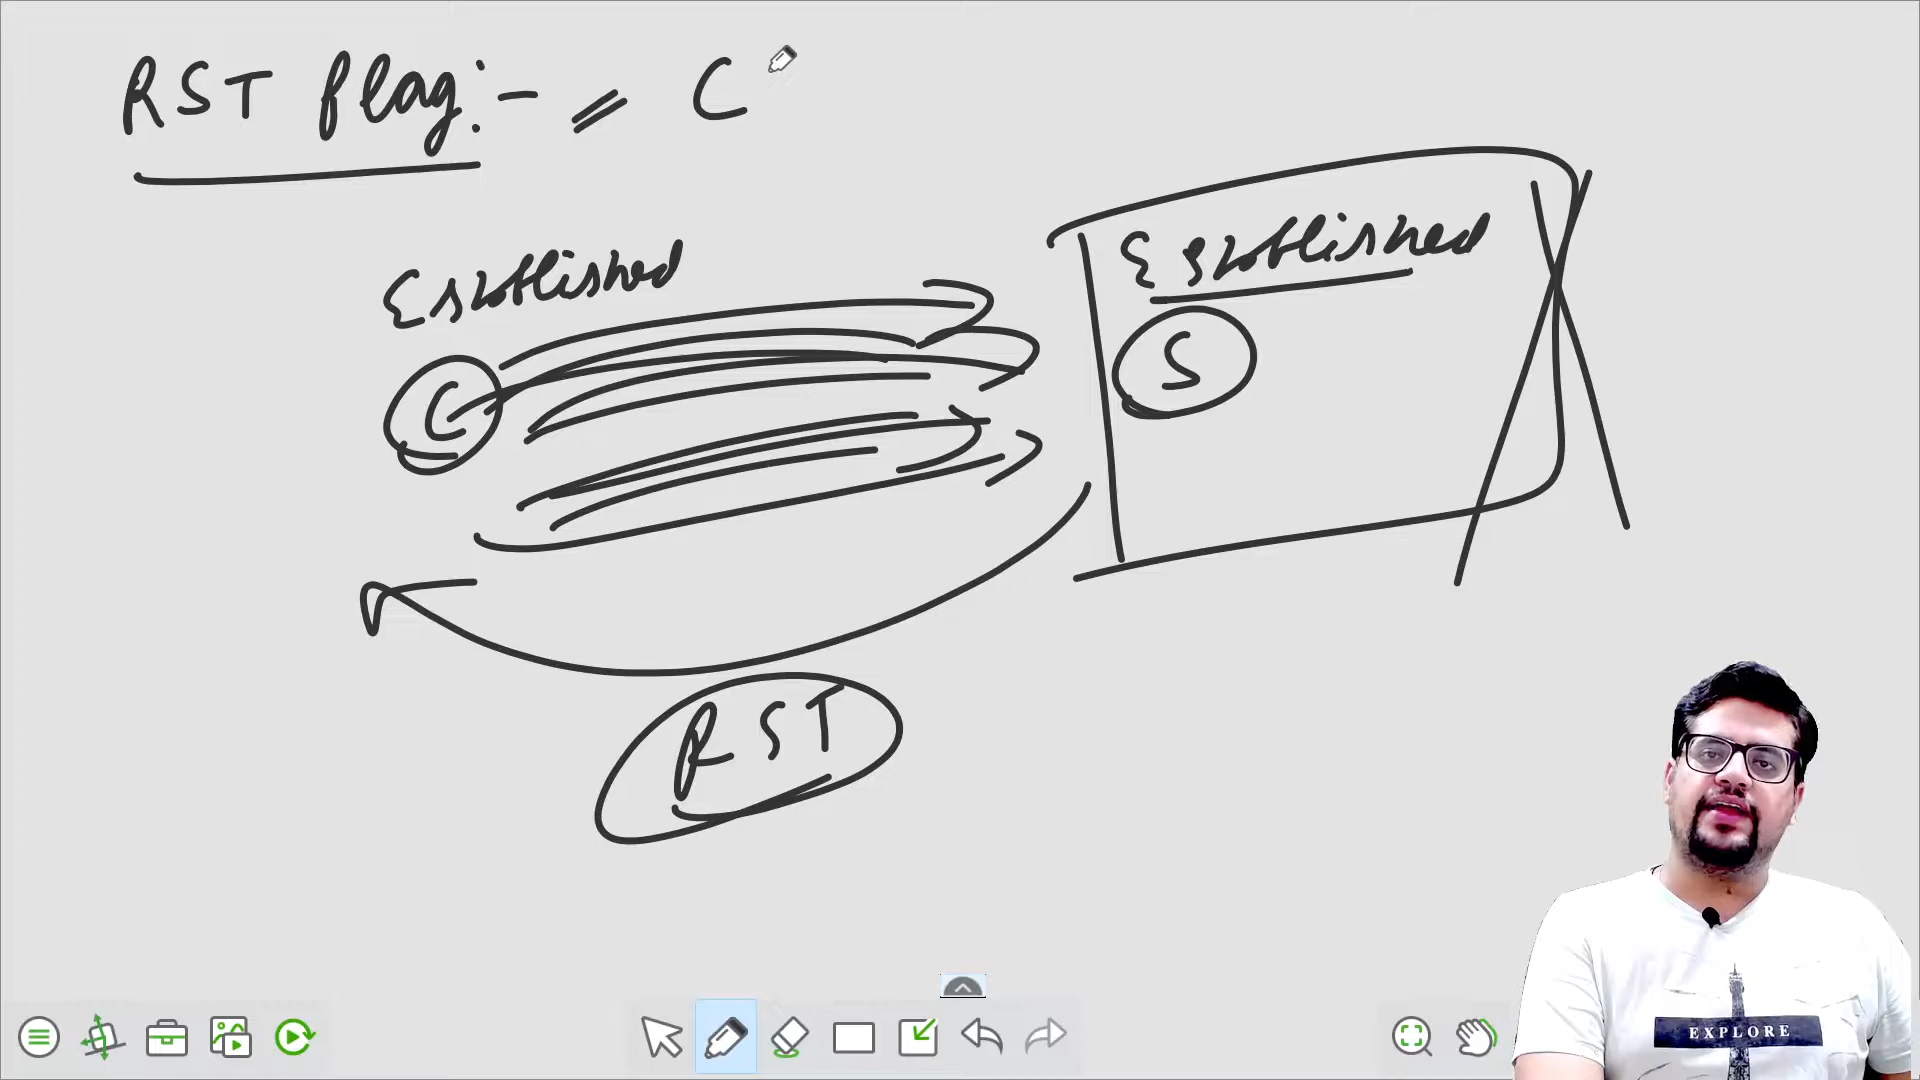 RST flag:- = C
Established
Established
C
S
RST
EXPLORE